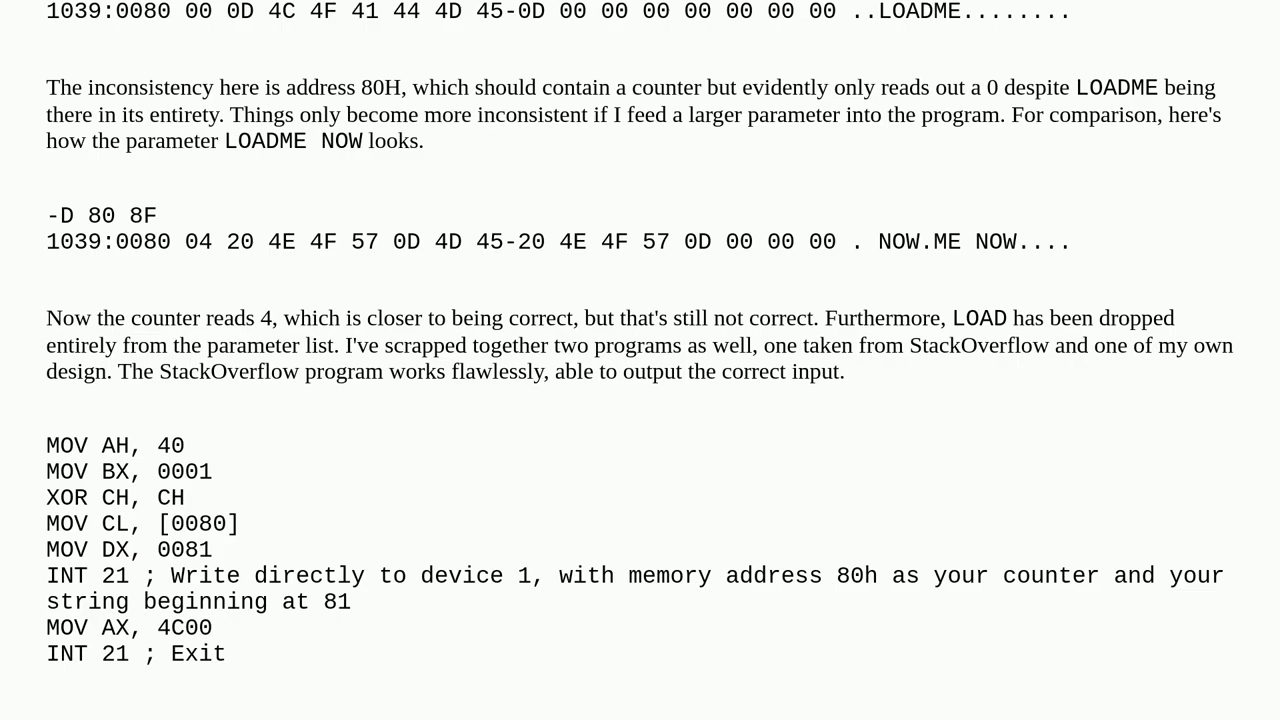 1039:0080 00 0D 4C 4F 41 44 4D 45-0D 00 00 00 00 00 00 00 ..LOADME........
The inconsistency here is address 80H, which should contain a counter but evidently only reads out a 0 despite LOADME being
there in its entirety. Things only become more inconsistent if I feed a larger parameter into the program. For comparison, here's
how the parameter LOADME NOW looks.
-D 80 8F
1039:0080 04 20 4E 4F 57 0D 4D 45-20 4E 4F 57 0D 00 00 00 . NOW.ME NOW....
Now the counter reads 4, which is closer to being correct, but that's still not correct. Furthermore, LOAD has been dropped
entirely from the parameter list. I've scrapped together two programs as well, one taken from StackOverflow and one of my own
design. The StackOverflow program works flawlessly, able to output the correct input.
MOV AH, 40
MOV BX, 0001
XOR CH, CH
MOV CL, [0080]
MOV DX, 0081
INT 21 ; Write directly to device 1, with memory address 80h as your counter and your
string beginning at 81
MOV AX, 4C00
INT 21 ; Exit